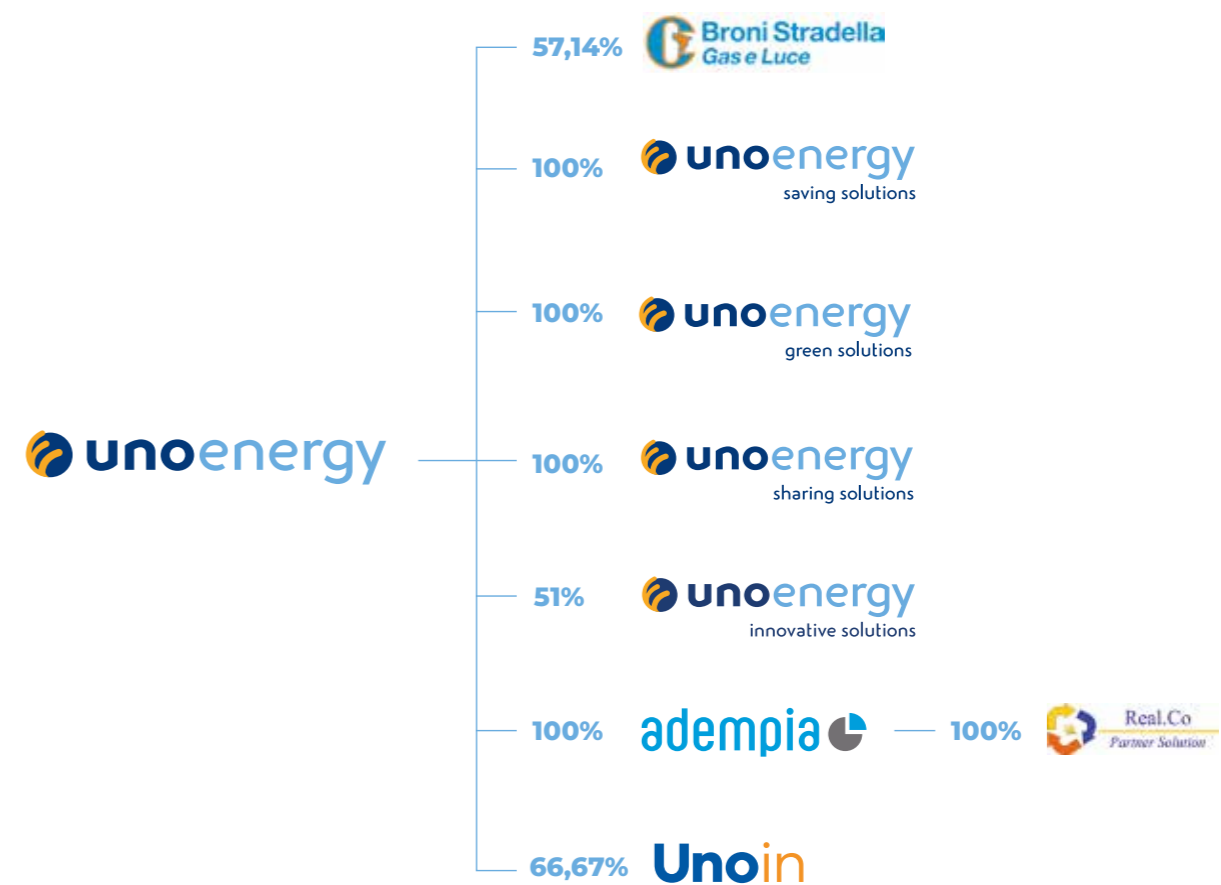 57,14%
Broni Stradella
Gas e Luce
100%
unoenergy
saving solutions
100%
unoenergy
green solutions
unoenergy
100%
unoenergy
sharing solutions
51%
unoenergy
innovative solutions
100%
adempia
100%
Real.Co
Partner Solution
66,67%
Unoin